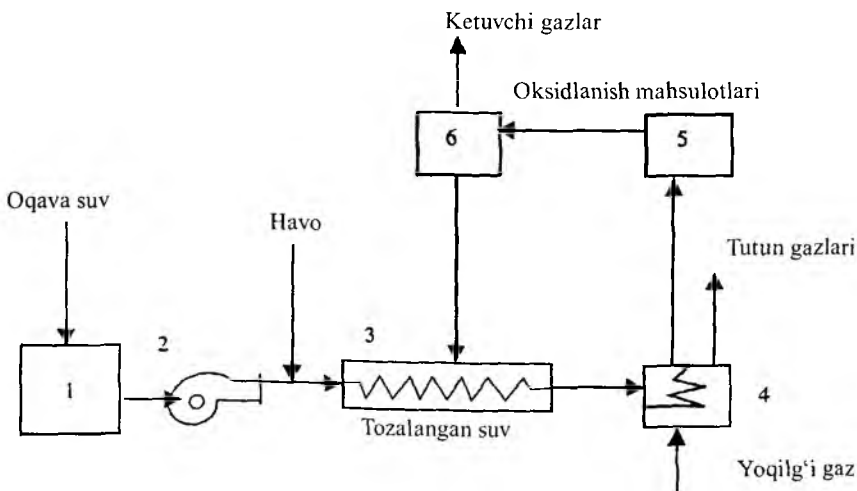 Ketuvchi gazlar
Oksidlanish mahsulotlari
6
5
Oqava suv
Havo
Tutun gazlari
2
3
1
4
Tozalangan suv
Yoqilg‘i gaz